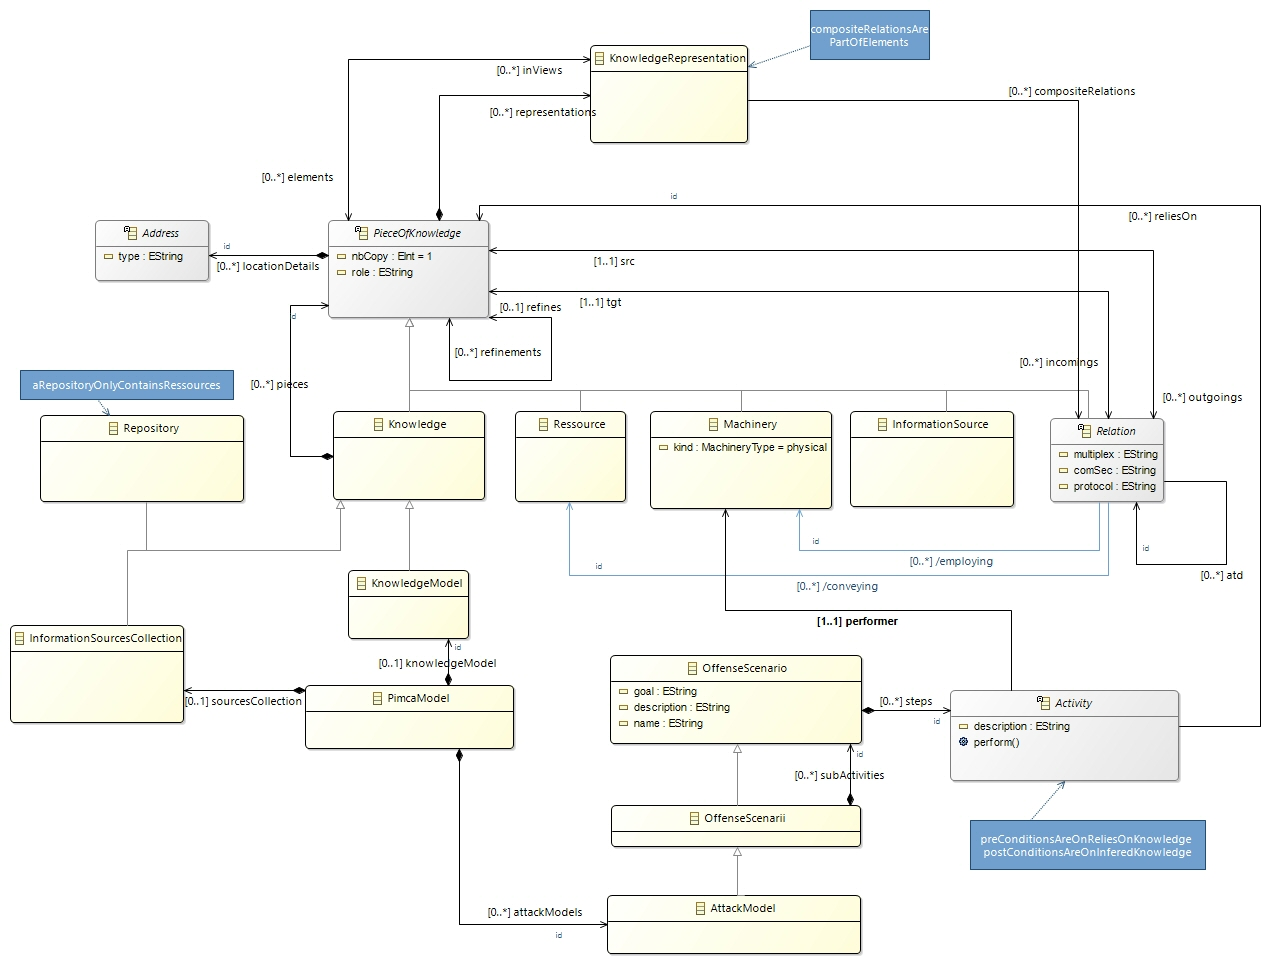 compositeRelationsAre
PartOfElements
KnowledgeRepresentation
[0..*] inViews
[0..*] representations
[0..*] compositeRelations
[0..*] elements
id
[0..*] reliesOn
Address
type : EString
id
[0..*] locationDetails
PieceOfKnowledge
nbCopy : EInt = 1
role : EString
[1..1] src
[1..1] tgt
[0..1] refines
id
[0..*] refinements
[0..*] incomings
[0..*] pieces
[0..*] outgoings
aRepositoryOnlyContainsRessources
Repository
Knowledge
Ressource
Machinery
kind : MachineryType = physical
InformationSource
Relation
multiplex : EString
comSec : EString
protocol : EString
id
[0..*] /employing
id
[0..*] /conveying
id
[0..*] atd
KnowledgeModel
[1..1] performer
InformationSourcesCollection
id
[0..1] knowledgeModel
PimcaModel
[0..1] sourcesCollection
OffenseScenario
goal : EString
description : EString
name : EString
[0..*] steps
id
Activity
description : EString
perform()
id
[0..*] subActivities
OffenseScenarii
preConditionsAreOnReliesOnKnowledge
postConditionsAreOnInferedKnowledge
[0..*] attackModels
id
AttackModel